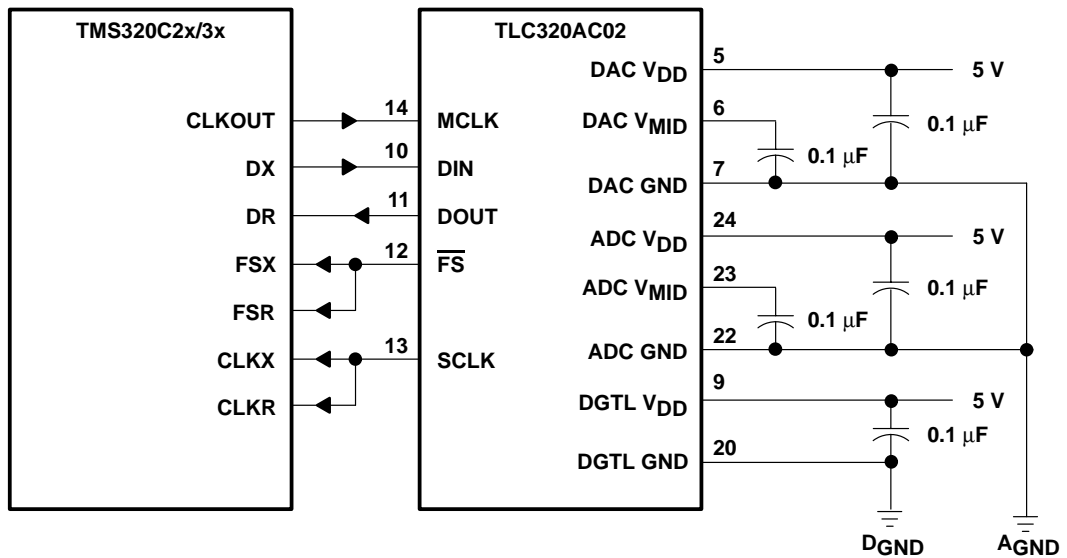 TMS320C2x/3x
CLKOUT
DX
DR
FSX
FSR
CLKX
CLKR
14
10
11
12
13
TLC320AC02
MCLK
DIN
DOUT
FS
SCLK
DAC VDD
DAC VMID
DAC GND
ADC VDD
ADC VMID
ADC GND
DGTL VDD
DGTL GND
5
6
7
24
23
22
9
20
5 V
0.1 μF
0.1 μF
5 V
0.1 μF
0.1 μF
5 V
0.1 μF
DGND
AGND